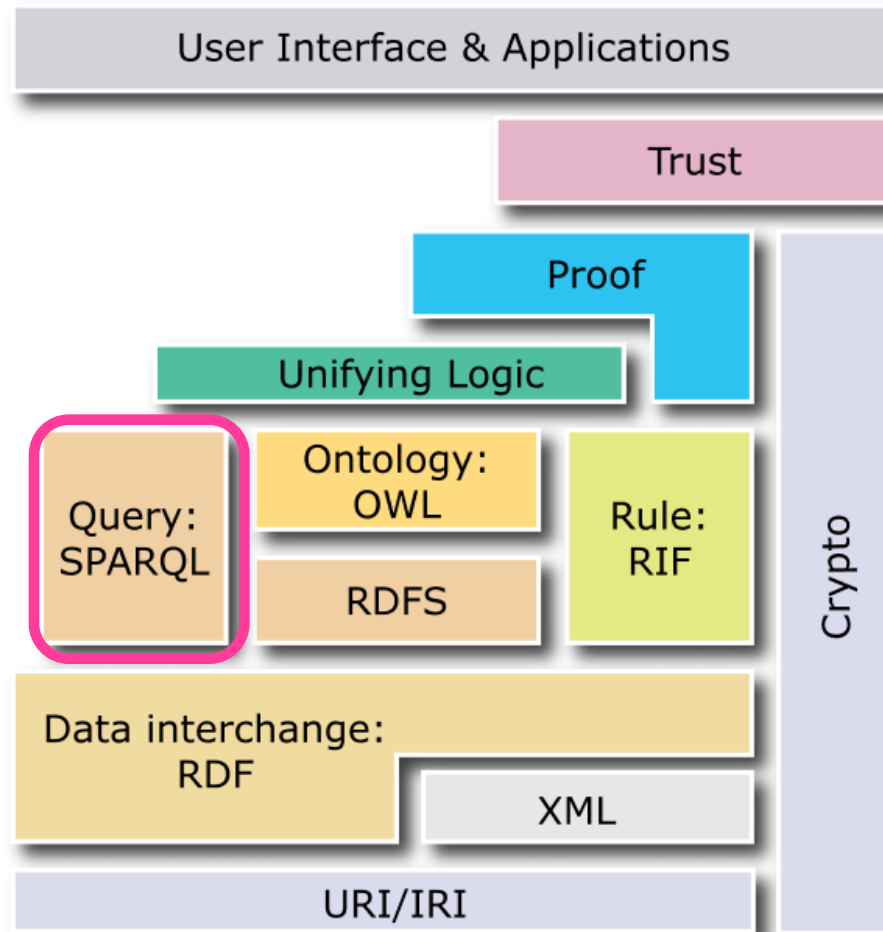 User Interface & Applications
Trust
Proof
Unifying Logic
Query:
SPARQL
Ontology:
OWL
RDFS
Rule:
RIF
Crypto
Data interchange:
RDF
XML
URI/IRI